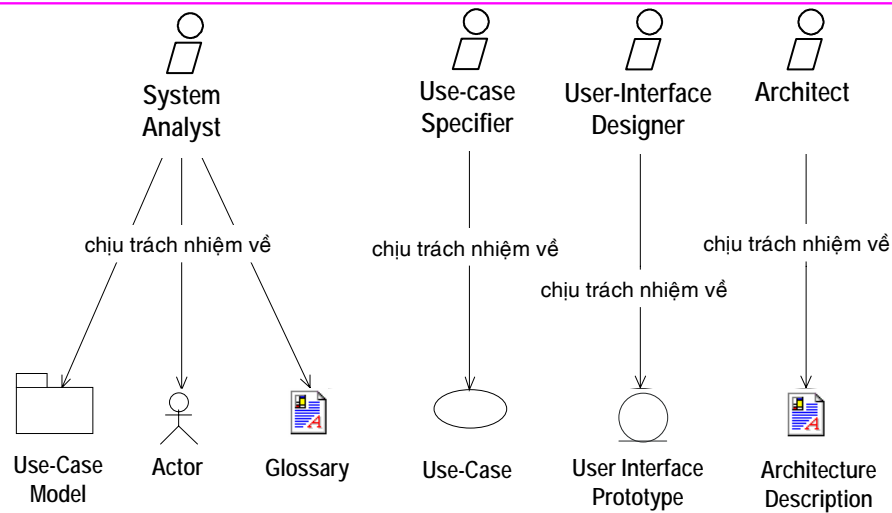 System
Analyst
Use-case
Specifier
User-Interface
Designer
Architect
chịu trách nhiệm về
chịu trách nhiệm về
chịu trách nhiệm về
chịu trách nhiệm về
Use-Case
Model
Actor
Glossary
Use-Case
User Interface
Prototype
Architecture
Description